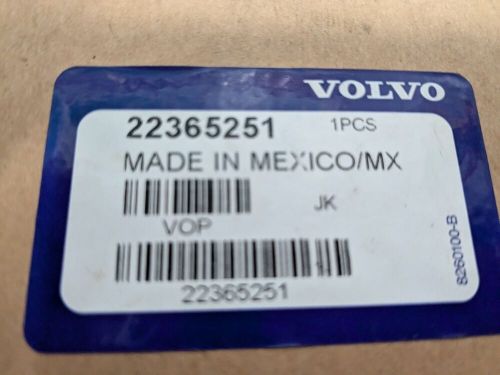 VOLVO
22365251 1PCS
MADE IN MEXICO/MX
JK
VOP
22365251
8260100-B